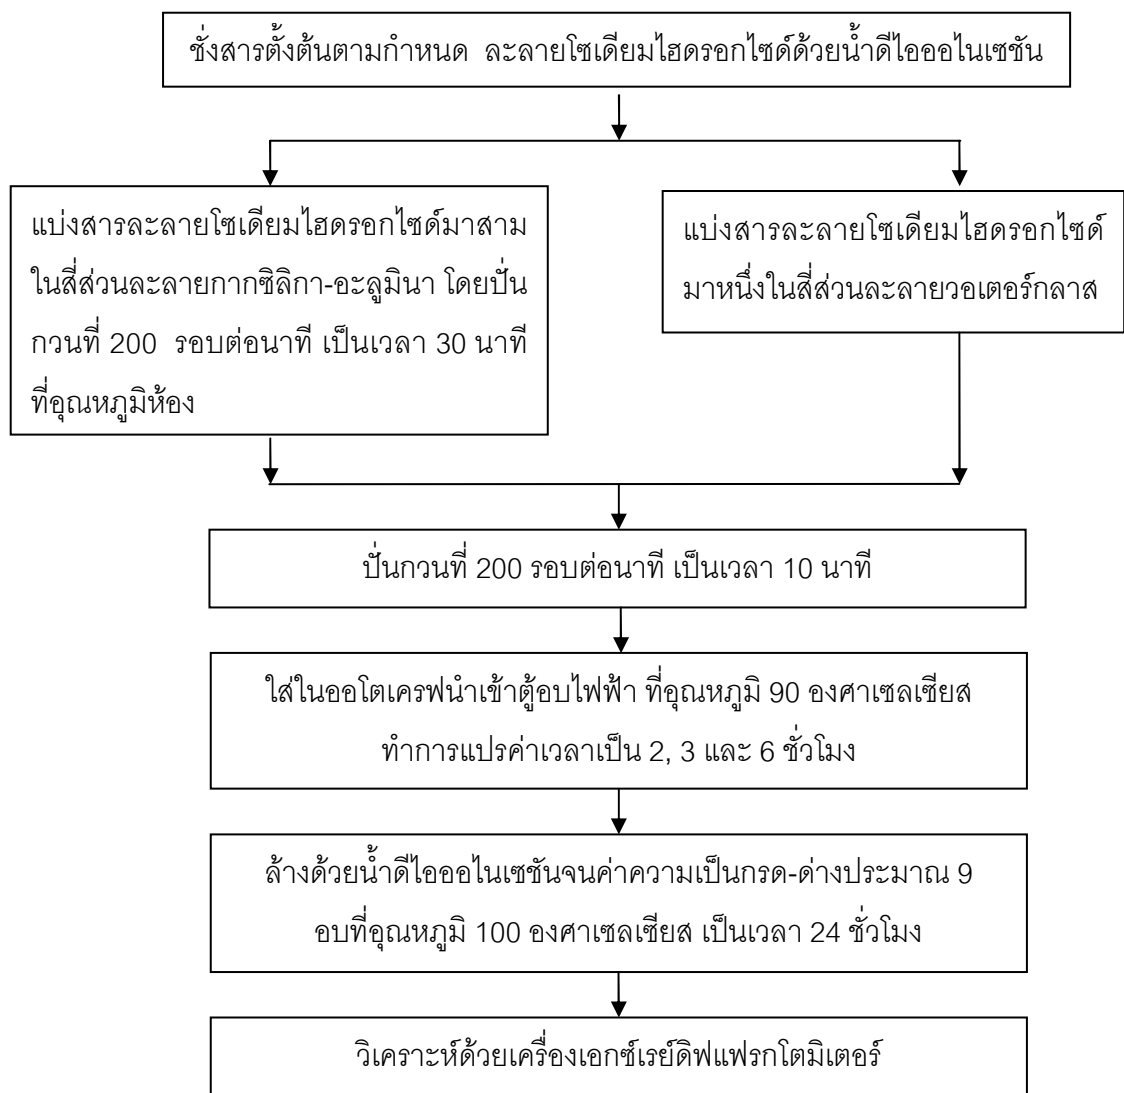 ชั่งสารตั้งต้นตามกำหนด ละลายโซเดียมไฮดรอกไซด์ด้วยน้ำดีไอออไนเซชัน
แบ่งสารละลายโซเดียมไฮดรอกไซด์มาสาม
ในสี่ส่วนละลายกากซิลิกา-อะลูมินา โดยปั่น
กวนที่ 200 รอบต่อนาที เป็นเวลา 30 นาที
ที่อุณหภูมิห้อง
แบ่งสารละลายโซเดียมไฮดรอกไซด์
มาหนึ่งในสี่ส่วนละลายวอเตอร์กลาส
ปั่นกวนที่ 200 รอบต่อนาที เป็นเวลา 10 นาที
ใส่ในออโตเครฟนำเข้าตู้อบไฟฟ้า ที่อุณหภูมิ 90 องศาเซลเซียส
ทำการแปรค่าเวลาเป็น 2, 3 และ 6 ชั่วโมง
ล้างด้วยน้ำดีไอออไนเซชันจนค่าความเป็นกรด-ด่างประมาณ 9
อบที่อุณหภูมิ 100 องศาเซลเซียส เป็นเวลา 24 ชั่วโมง
วิเคราะห์ด้วยเครื่องเอกซ์เรย์ดิฟแฟรกโตมิเตอร์